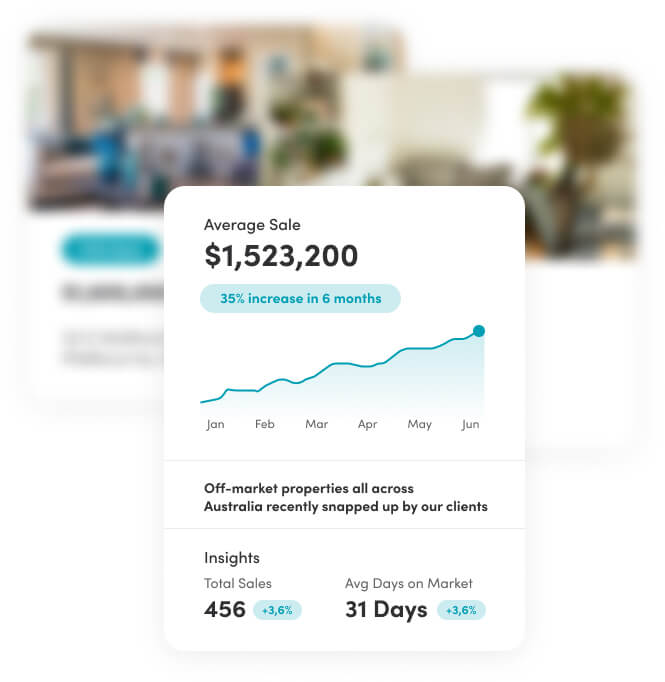 Average Sale
$1,523,200
35% increase in 6 months
Jan Feb Mar Apr May Jun
Off-market properties all across
Australia recently snapped up by our clients
Insights
Total Sales Avg Days on Market
456 +3,6% 31 Days +3,6%